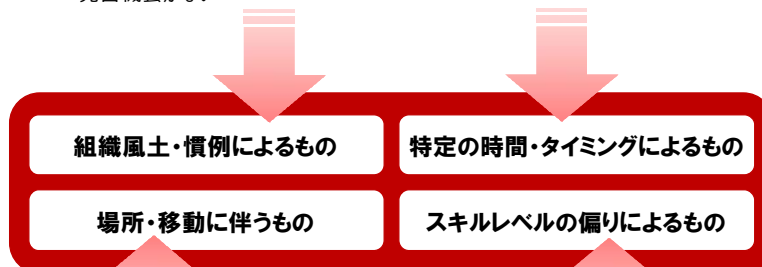 組織風土・慣例によるもの
特定の時間・タイミングによるもの
場所・移動に伴うもの
スキルレベルの偏りによるもの